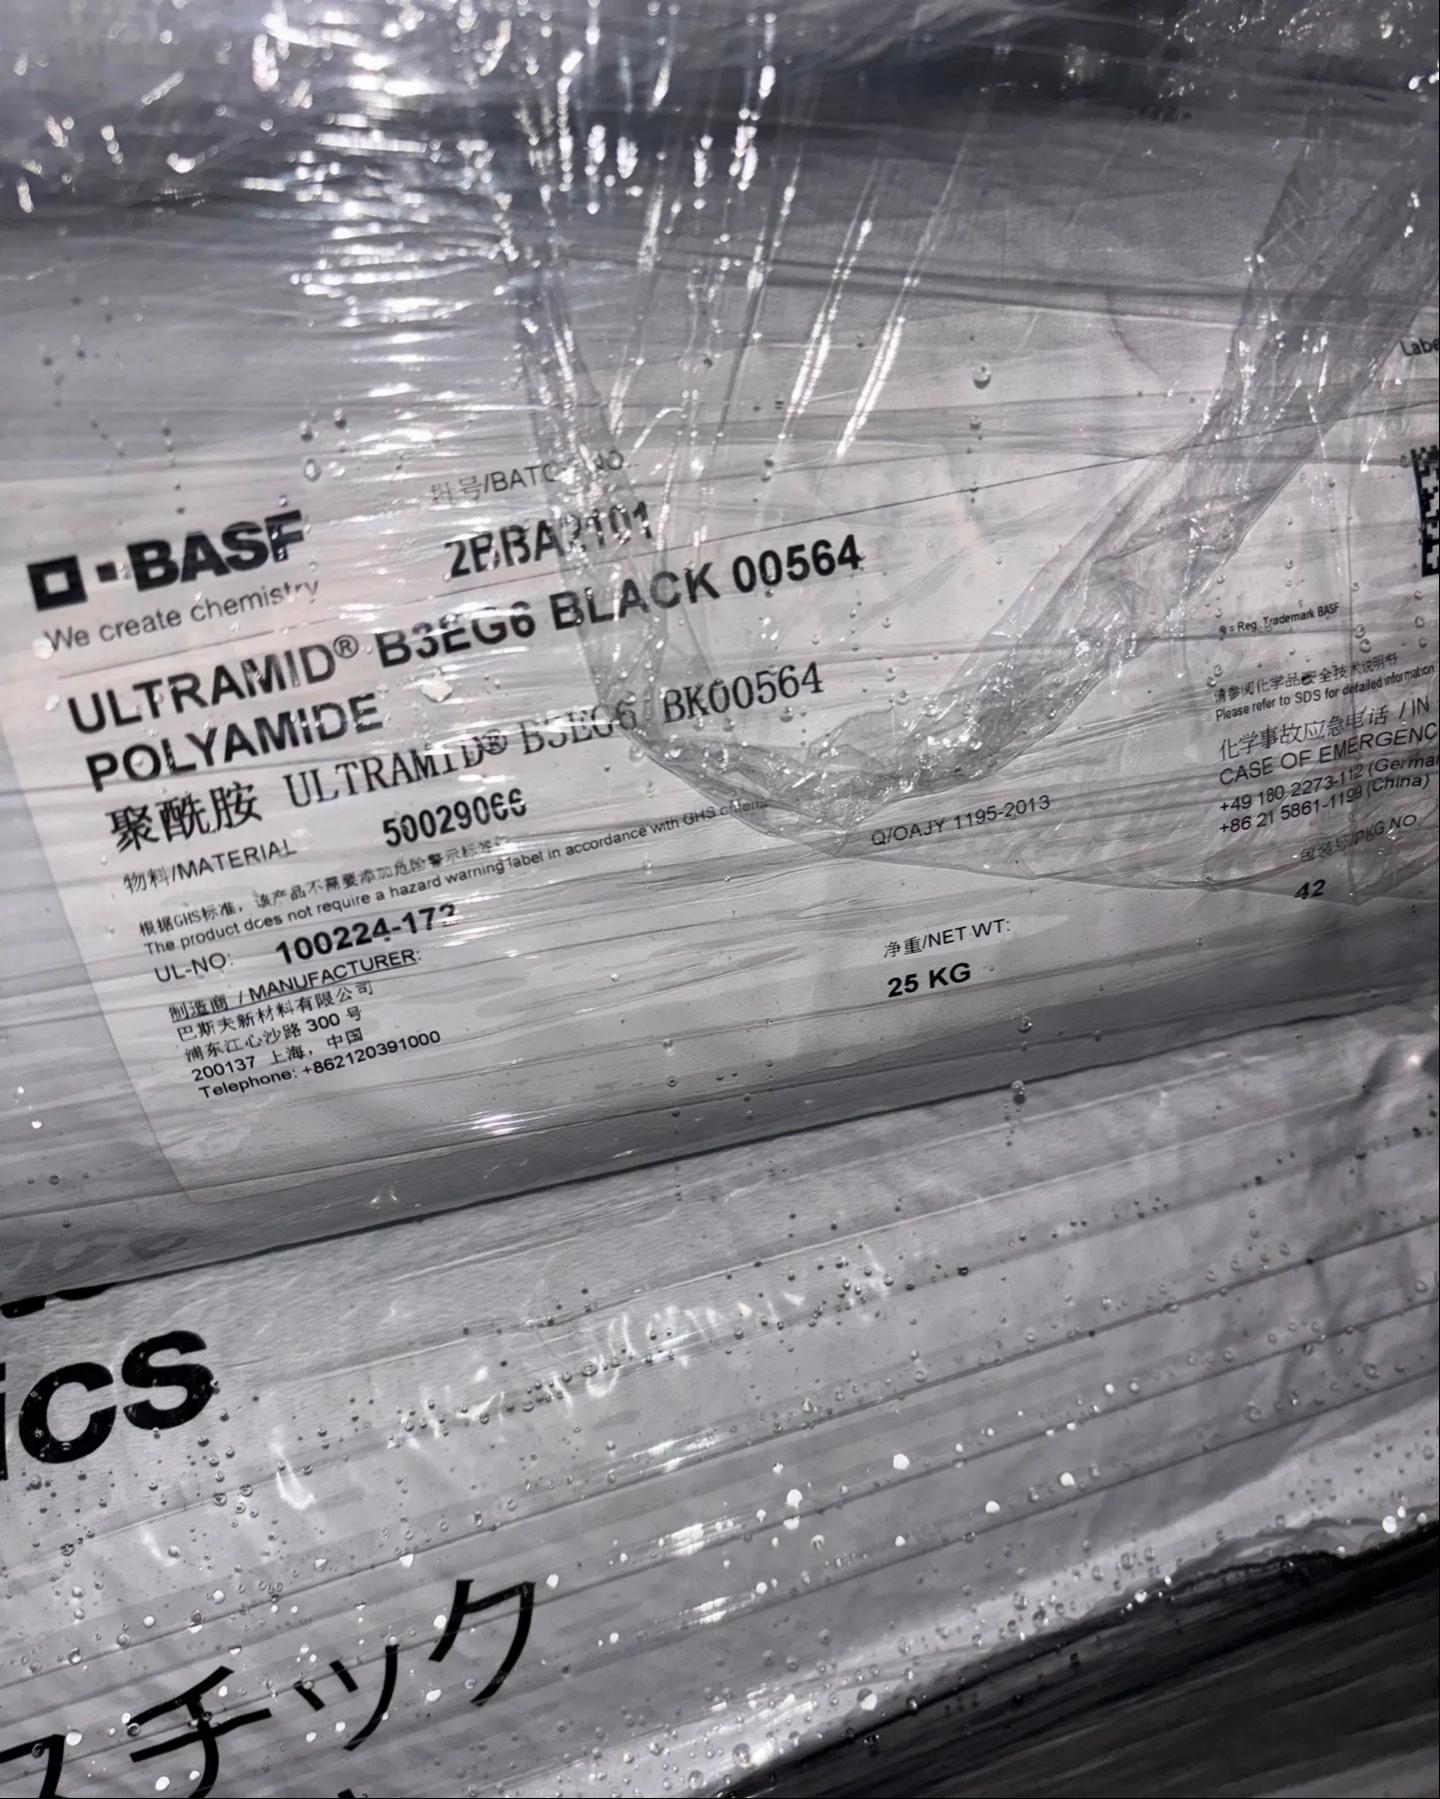 Labe
批号/BATCH NO.
BASF
We create chemistry
ULTRAMID® B3EG6 BLACK 00564
POLYAMIDE
聚酰胺 ULTRAMID® B3EG6 BK00564
物料/MATERIAL 50029066
根据GHS标准，该产品不需要添加危险警示标签。
The product does not require a hazard warning label in accordance with GHS criteria.
UL-NO: 100224-172
制造商 / MANUFACTURER:
巴斯夫新材料有限公司
浦东江心沙路 300 号
200137 上海，中国
Telephone: +862120391000
Q/OAJY 1195-2013
净重/NET WT:
25 KG
® = Reg. Trademark BASF
请参阅化学品安全技术说明书
Please refer to SDS for detailed information
化学事故应急电话 / IN
CASE OF EMERGENC
+49 180 2273-112 (German
+86 21 5861-1199 (China)
包装号/PKG NO.
42
ics
スチック